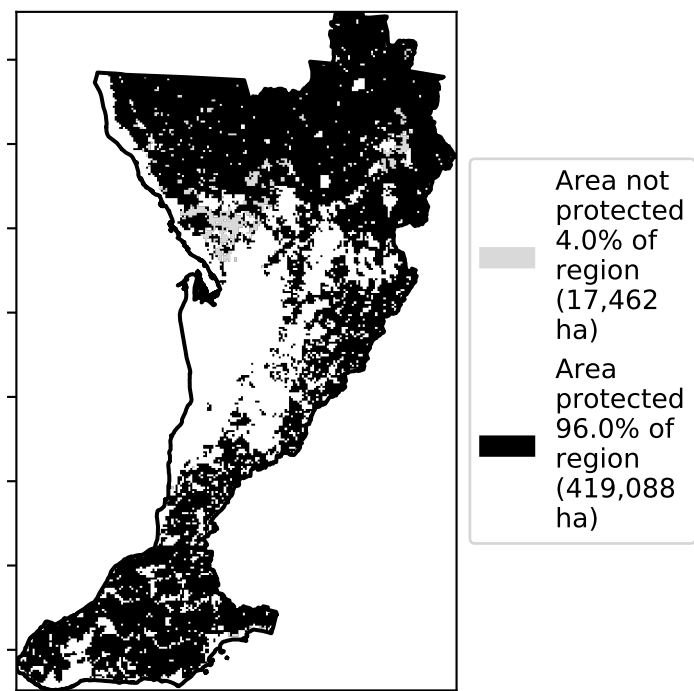 Area not
protected
4.0% of
region
(17,462
ha)
Area
protected
96.0% of
region
(419,088
ha)